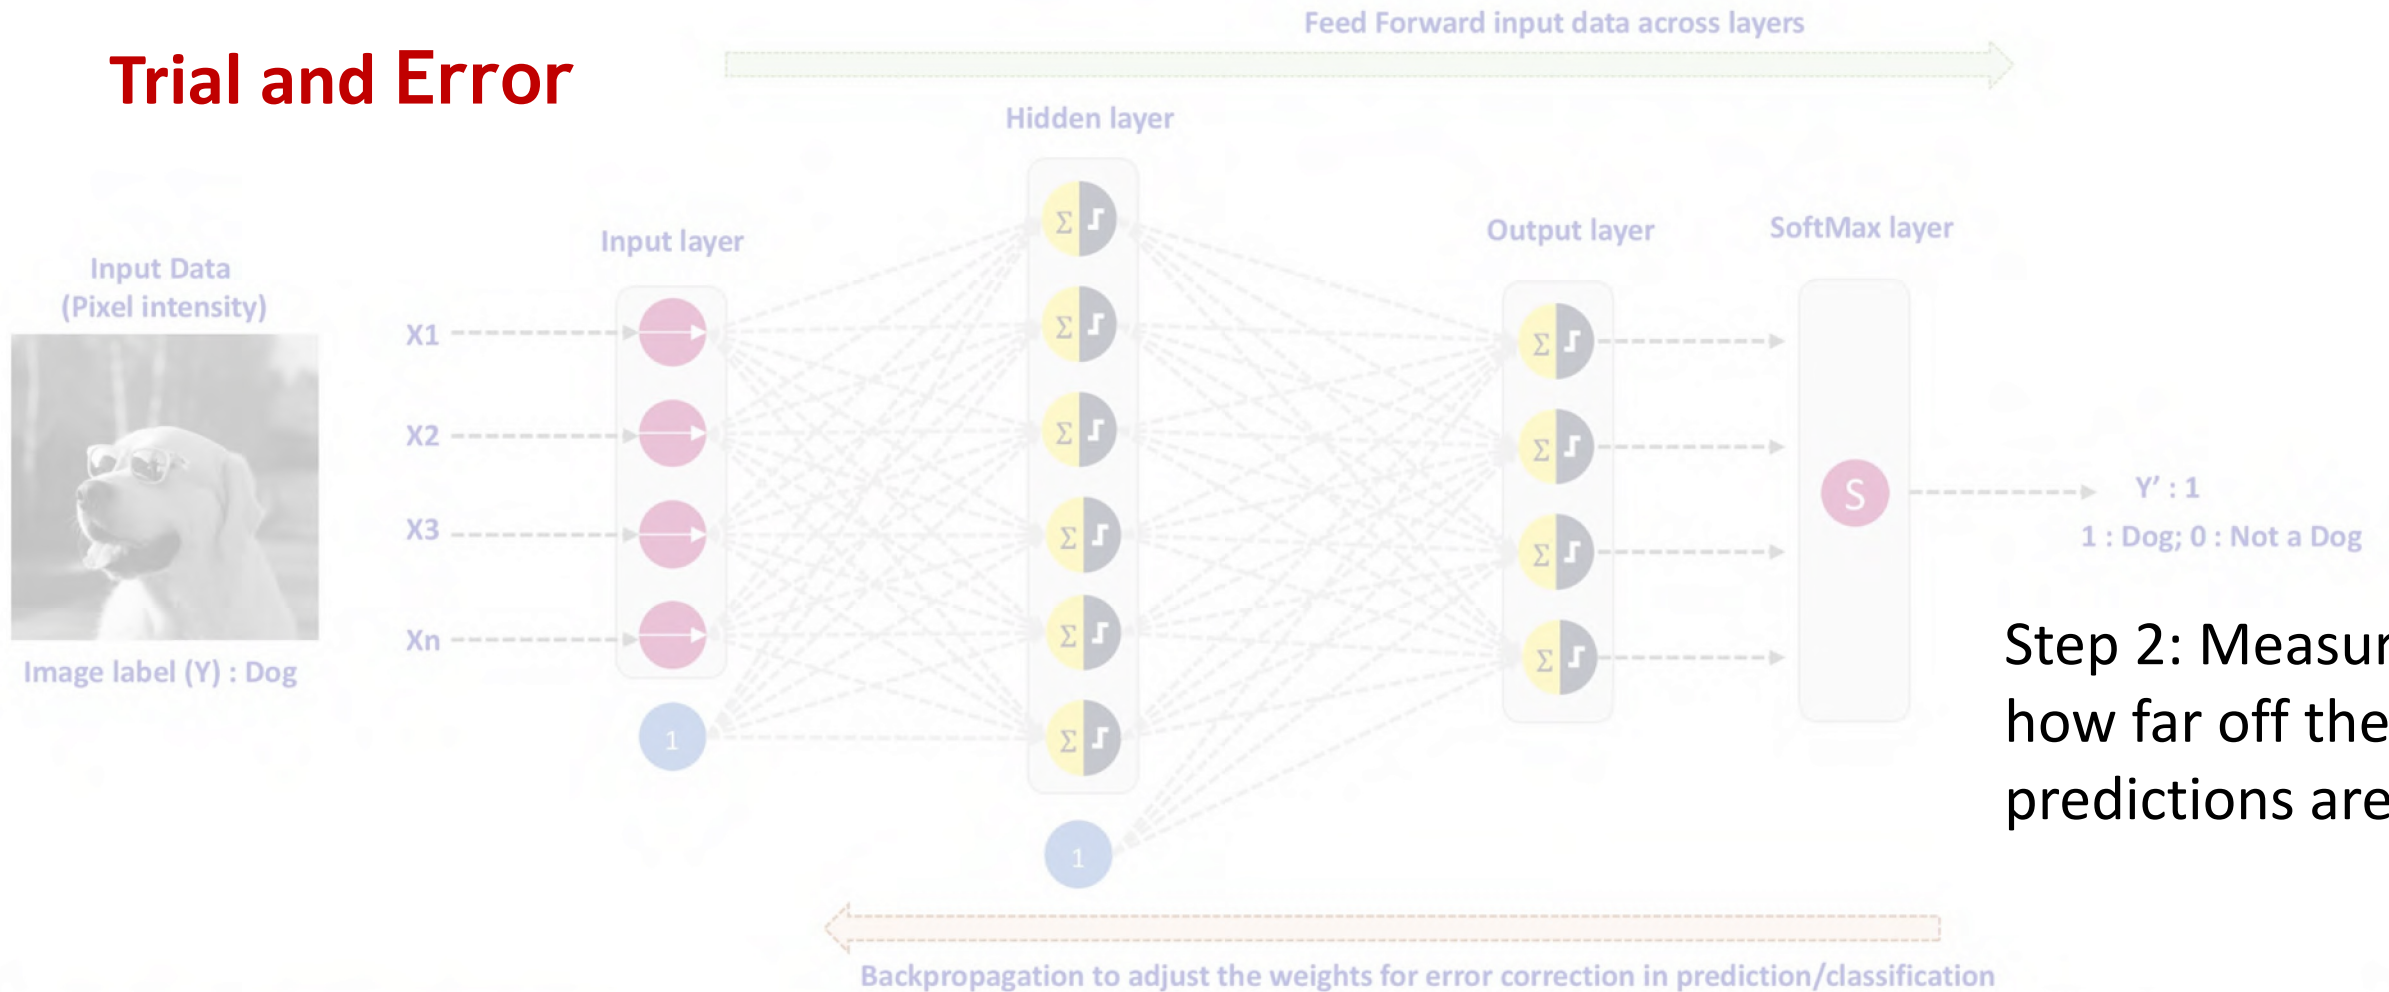 Trial and Error
Feed Forward input data across layers
Hidden layer
Input layer
Output layer
SoftMax layer
Input Data
(Pixel intensity)
X1
X2
X3
Xn
Image label (Y) : Dog
1
Σ
Σ
Σ
Σ
Σ
Σ
1
Σ
Σ
Σ
Σ
S
Y’ : 1
1 : Dog; 0 : Not a Dog
Step 2: Measur
how far off the
predictions are
Backpropagation to adjust the weights for error correction in prediction/classification